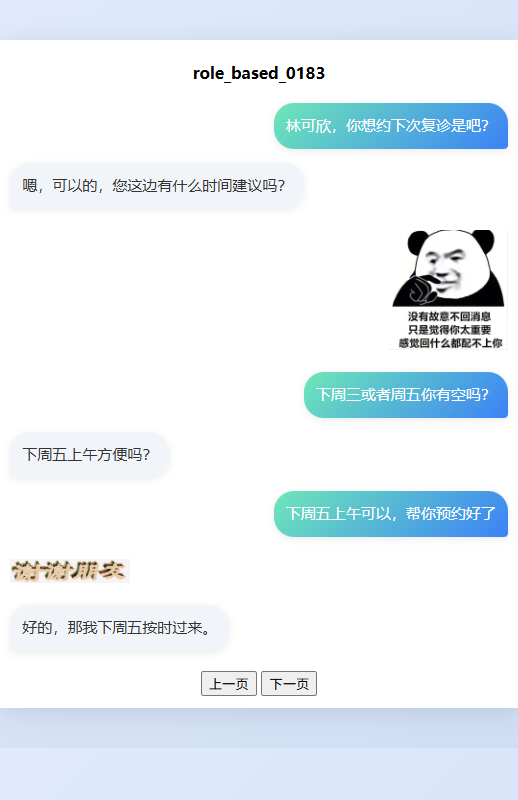 role_based_0183
林可欣，你想约下次复诊是吧？
嗯，可以的，您这边有什么时间建议吗？
没有故意不回消息
只是觉得你太重要
感觉回什么都配不上你
下周三或者周五你有空吗？
下周五上午方便吗？
下周五上午可以，帮你预约好了
谢谢朋友
好的，那我下周五按时过来。
上一页 下一页